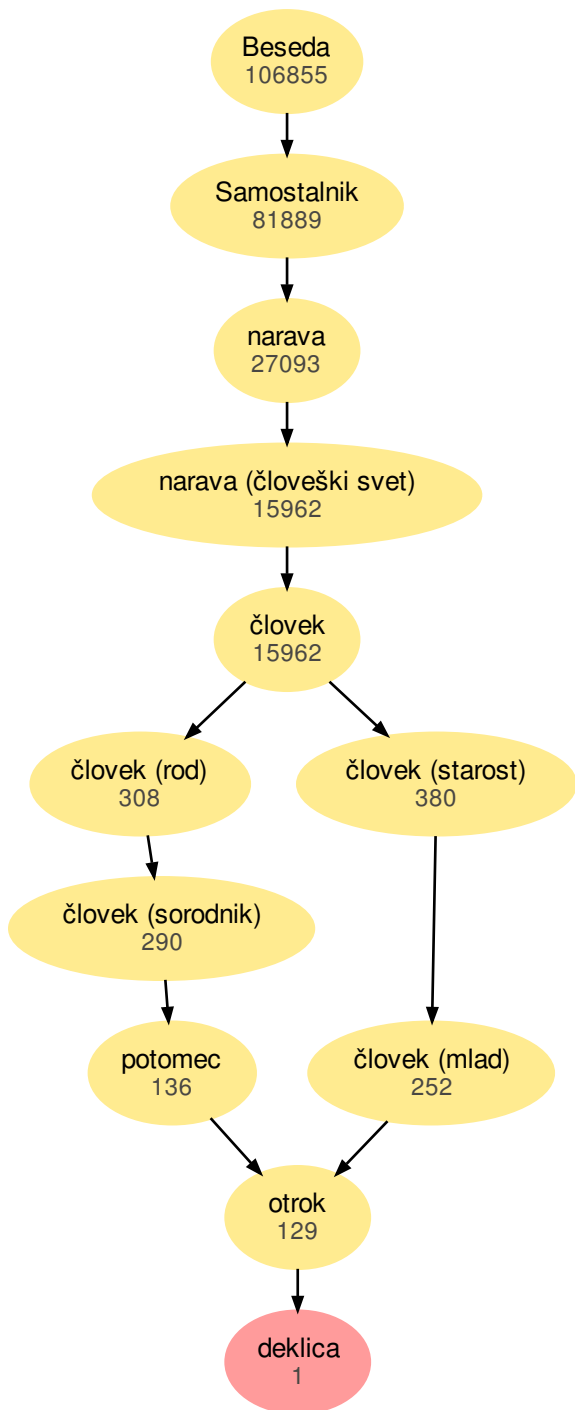 Beseda
106855
Samostalnik
81889
narava
27093
narava (človeški svet)
15962
človek
15962
človek (rod)
308
človek (starost)
380
človek (sorodnik)
290
potomec
136
človek (mlad)
252
otrok
129
deklica
1